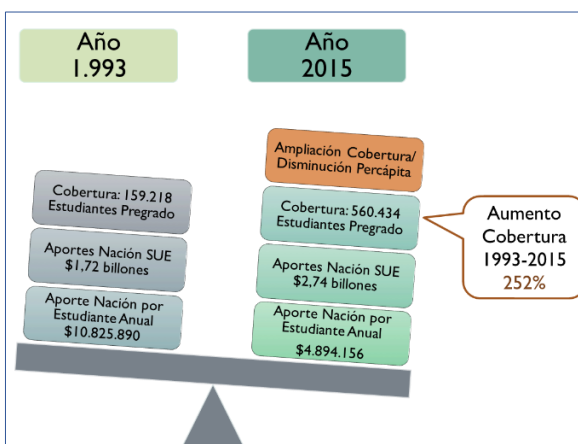 Año
1.993
Año
2015
Ampliación Cobertura/
Disminución Percápita
Cobertura: 159.218
Estudiantes Pregrado
Aportes Nación SUE
$1,72 billones
Aporte Nación por
Estudiante Anual
$10.825.890
Cobertura: 560.434
Estudiantes Pregrado
Aportes Nación SUE
$2,74 billones
Aporte Nación por
Estudiante Anual
$4.894.156
Aumento
Cobertura
1993-2015
252%